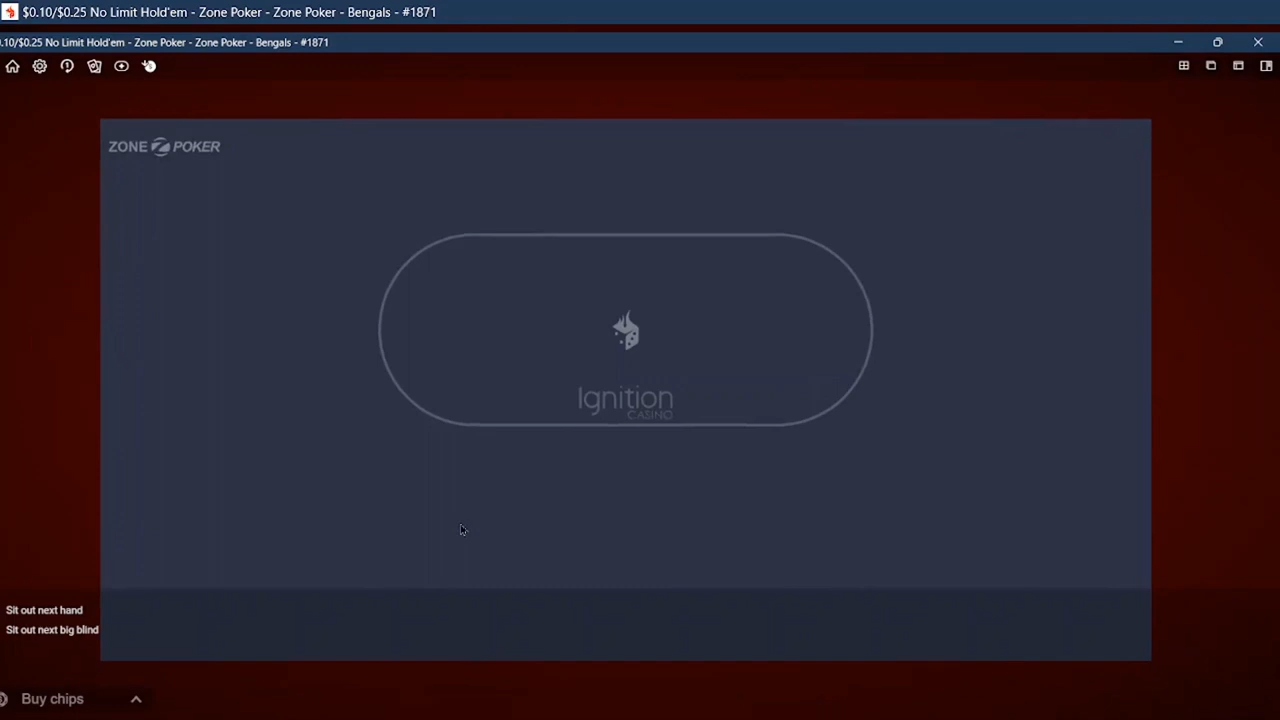 $0.10/$0.25 No Limit Hold'em - Zone Poker - Zone Poker - Bengals - #1871
.10/$0.25 No Limit Hold'em - Zone Poker - Zone Poker - Bengals - #1871
ZONE POKER
Ignition
CASINO
Sit out next hand
Sit out next big blind
Buy chips